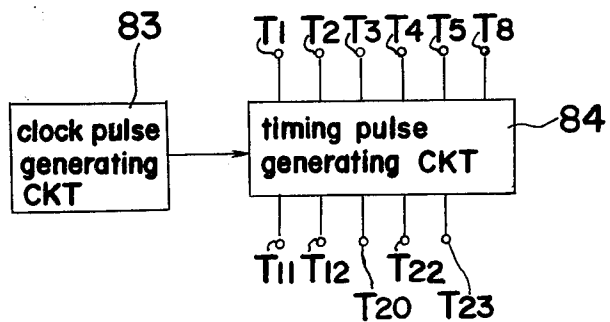 83
T1 T2 T3 T4 T5 T8
clock pulse
generating
CKT
timing pulse
generating CKT
84
T11 T12 T22
T20 T23